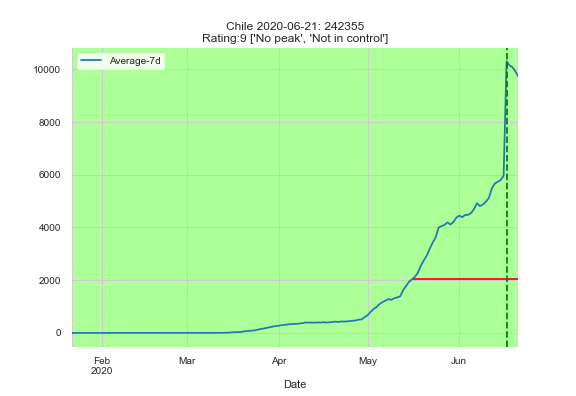 Chile 2020-06-21: 242355
Rating:9 ['No peak', 'Not in control']
Average-7d
10000
8000
6000
4000
2000
0
Feb
2020
Mar
Apr
May
Jun
Date